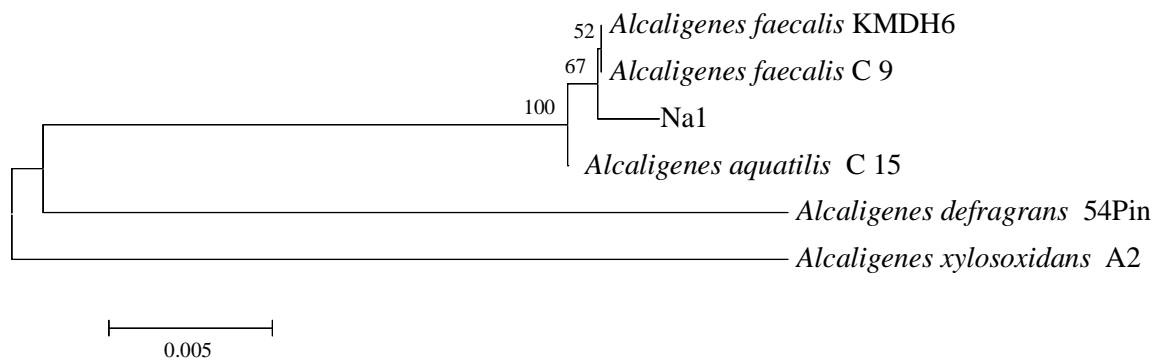 52
Alcaligenes faecalis KMDH6
67
Alcaligenes faecalis C 9
100
Na1
Alcaligenes aquatilis C 15
Alcaligenes defragrans 54Pin
Alcaligenes xylosoxidans A2
0.005